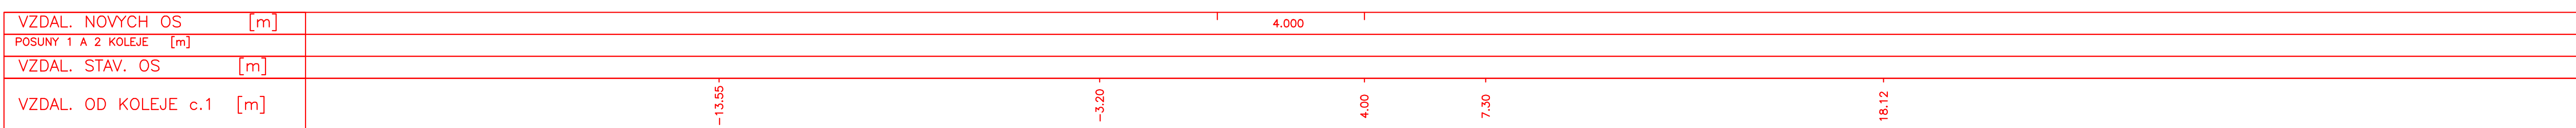 VZDAL. NOVYCH OS [m] 4.000
POSUNY 1 A 2 KOLEJE [m]
VZDAL. STAV. OS [m]
VZDAL. OD KOLEJE c.1 [m] -13.55 -3.20 4.00 7.30 18.12